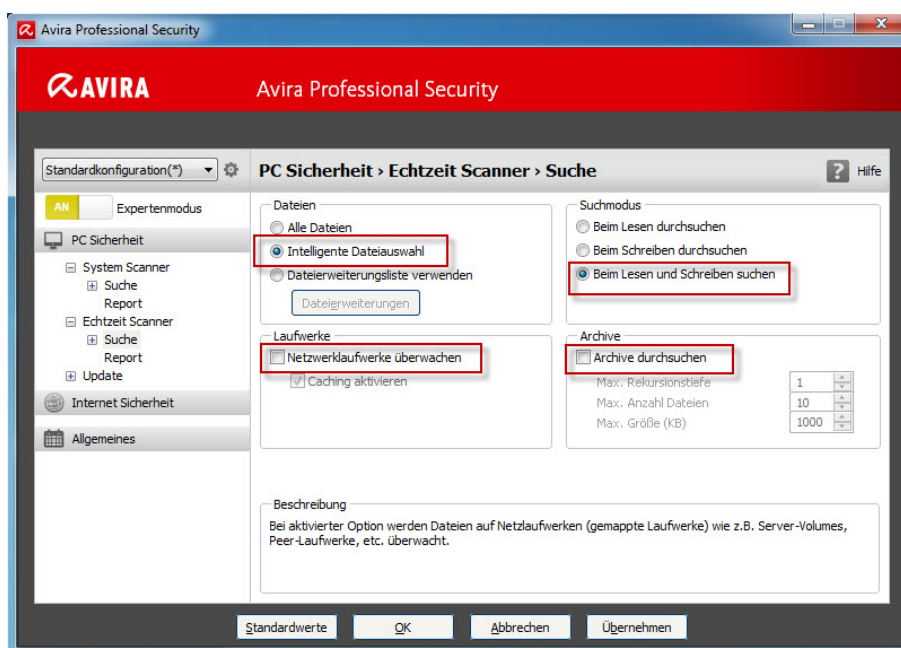 Avira Professional Security
AVIRA
Avira Professional Security
Standardkonfiguration(*)
PC Sicherheit › Echtzeit Scanner › Suche
? Hilfe
AN Expertenmodus
PC Sicherheit
System Scanner
Suche
Report
Echtzeit Scanner
Suche
Report
Update
Internet Sicherheit
Allgemeines
Dateien
Alle Dateien
Intelligente Dateiauswahl
Dateierweiterungsliste verwenden
Dateierweiterungen
Suchmodus
Beim Lesen durchsuchen
Beim Schreiben durchsuchen
Beim Lesen und Schreiben suchen
Laufwerke
Netzwerklaufwerke überwachen
Caching aktivieren
Archive
Archive durchsuchen
Max. Rekursionstiefe 1
Max. Anzahl Dateien 10
Max. Größe (KB) 1000
Beschreibung
Bei aktivierter Option werden Dateien auf Netzlaufwerken (gemappte Laufwerke) wie z.B. Server-Volumes,
Peer-Laufwerke, etc. überwacht.
Standardwerte OK Abbrechen Übernehmen